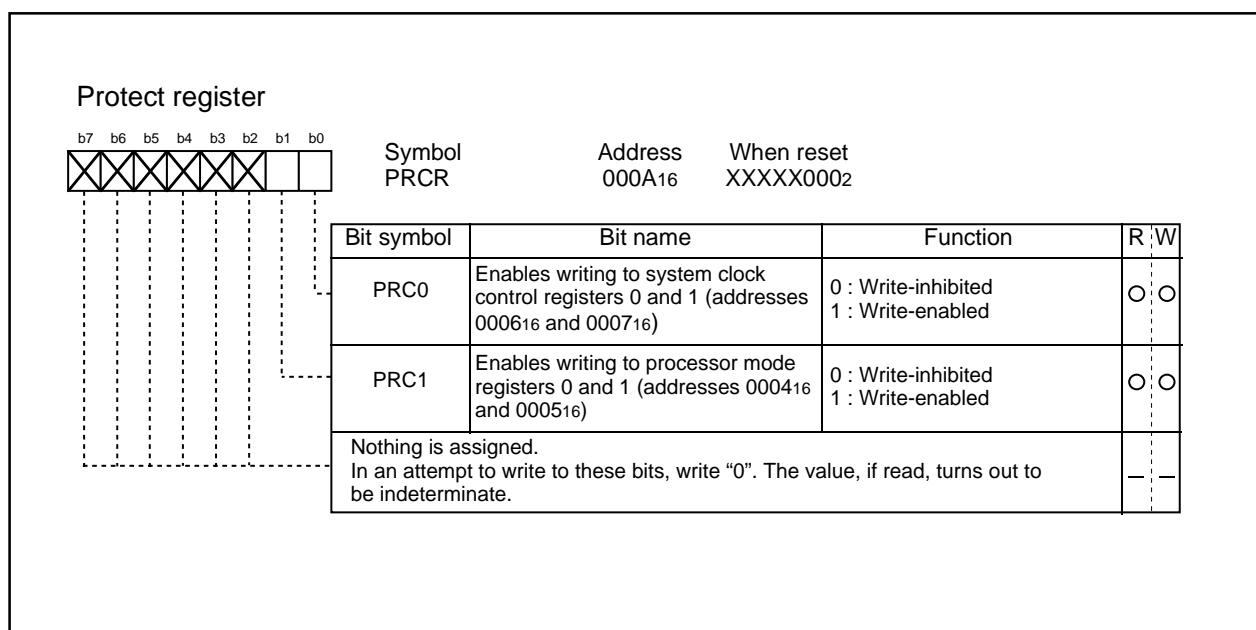 Protect register
b7 b6 b5 b4 b3 b2 b1 b0
Symbol Address When reset
PRCR 000A16 XXXXX0002
Bit symbol Bit name Function R W
PRC0
Enables writing to system clock
control registers 0 and 1 (addresses
000616 and 000716)
0 : Write-inhibited
1 : Write-enabled
PRC1
Enables writing to processor mode
registers 0 and 1 (addresses 000416
and 000516)
0 : Write-inhibited
1 : Write-enabled
Nothing is assigned.
In an attempt to write to these bits, write “0”. The value, if read, turns out to
be indeterminate.